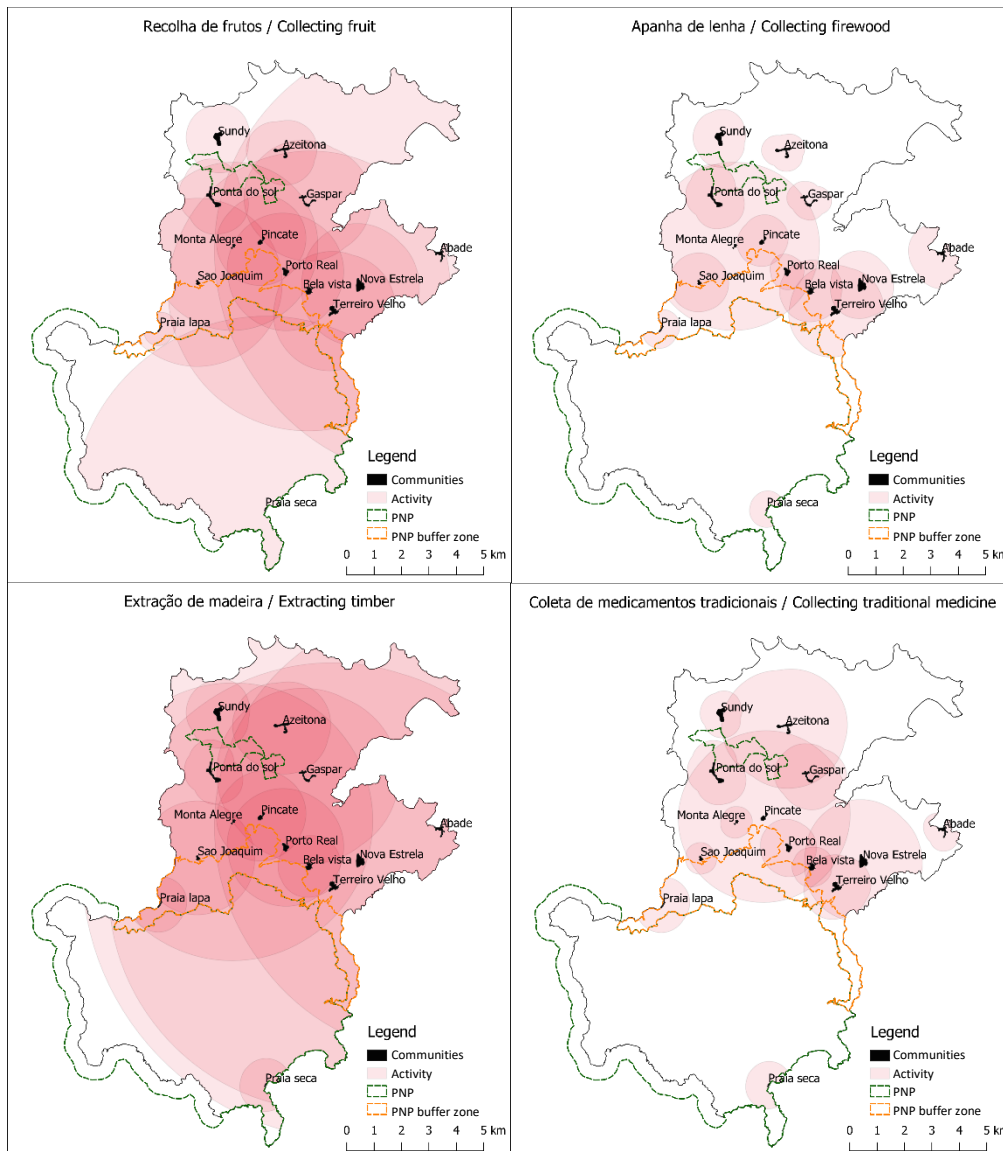 Recolha de frutos / Collecting fruit
Sundy
Azeitona
Ponta do sol
Gaspar
Monta Alegre
Pincate
Abade
Sao Joaquim
Porto Real
Bela vista
Nova Estrela
Terreiro Velho
Praia lapa
Praia seca
Legend
Communities
Activity
PNP
PNP buffer zone
0 1 2 3 4 5 km
Apanha de lenha / Collecting firewood
Sundy
Azeitona
Ponta do sol
Gaspar
Monta Alegre
Pincate
Abade
Sao Joaquim
Porto Real
Bela vista
Nova Estrela
Terreiro Velho
Praia lapa
Praia seca
Legend
Communities
Activity
PNP
PNP buffer zone
0 1 2 3 4 5 km
Extração de madeira / Extracting timber
Sundy
Azeitona
Ponta do sol
Gaspar
Monta Alegre
Pincate
Abade
Sao Joaquim
Porto Real
Bela vista
Nova Estrela
Terreiro Velho
Praia lapa
Praia seca
Legend
Communities
Activity
PNP
PNP buffer zone
0 1 2 3 4 5 km
Coleta de medicamentos tradicionais / Collecting traditional medicine
Sundy
Azeitona
Ponta do sol
Gaspar
Monta Alegre
Pincate
Abade
Sao Joaquim
Porto Real
Bela vista
Nova Estrela
Terreiro Velho
Praia lapa
Praia seca
Legend
Communities
Activity
PNP
PNP buffer zone
0 1 2 3 4 5 km